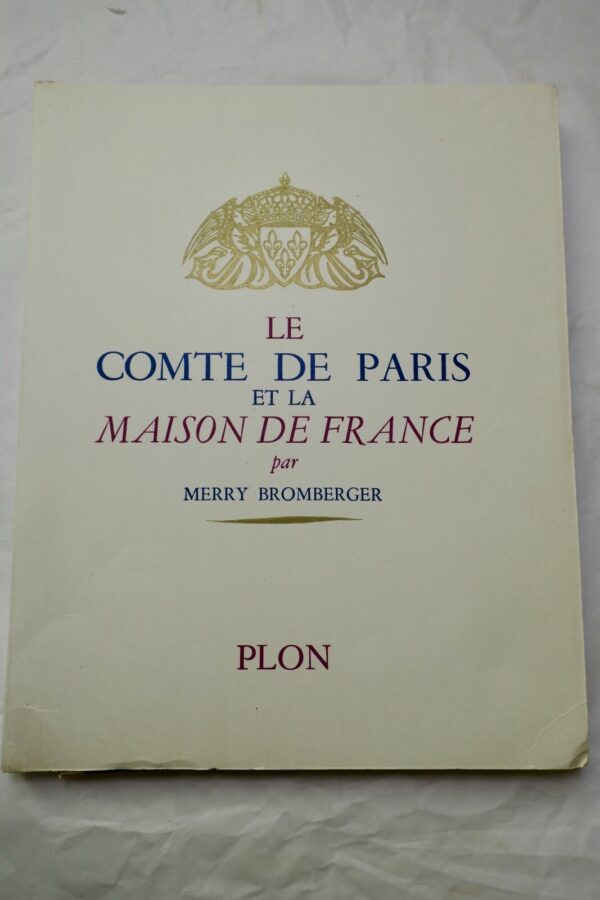 LE
COMTE DE PARIS
ET LA
MAISON DE FRANCE
par
MERRY BROMBERGER
PLON